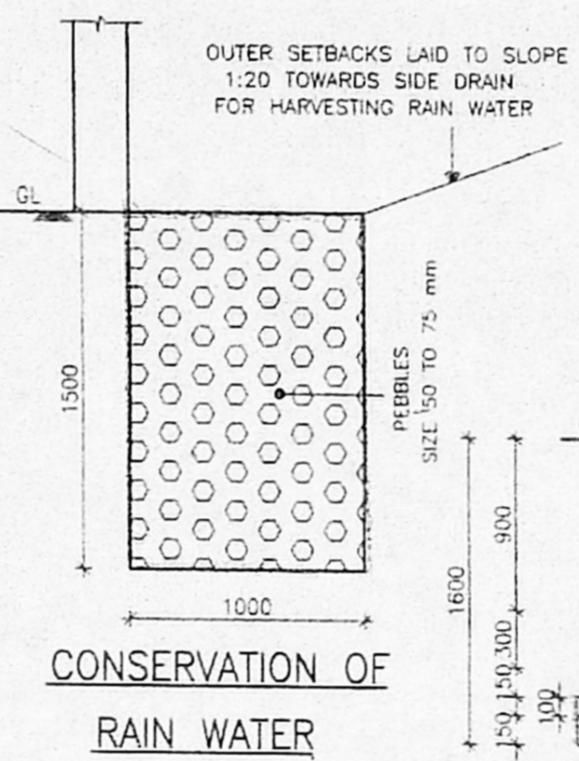 OUTER SETBACKS LAID TO SLOPE
1:20 TOWARDS SIDE DRAIN
FOR HARVESTING RAIN WATER
GL
1500
PEBBLES
SIZE 50 TO 75 mm
1000
CONSERVATION OF
RAIN WATER
1600
900
300
150
150
100